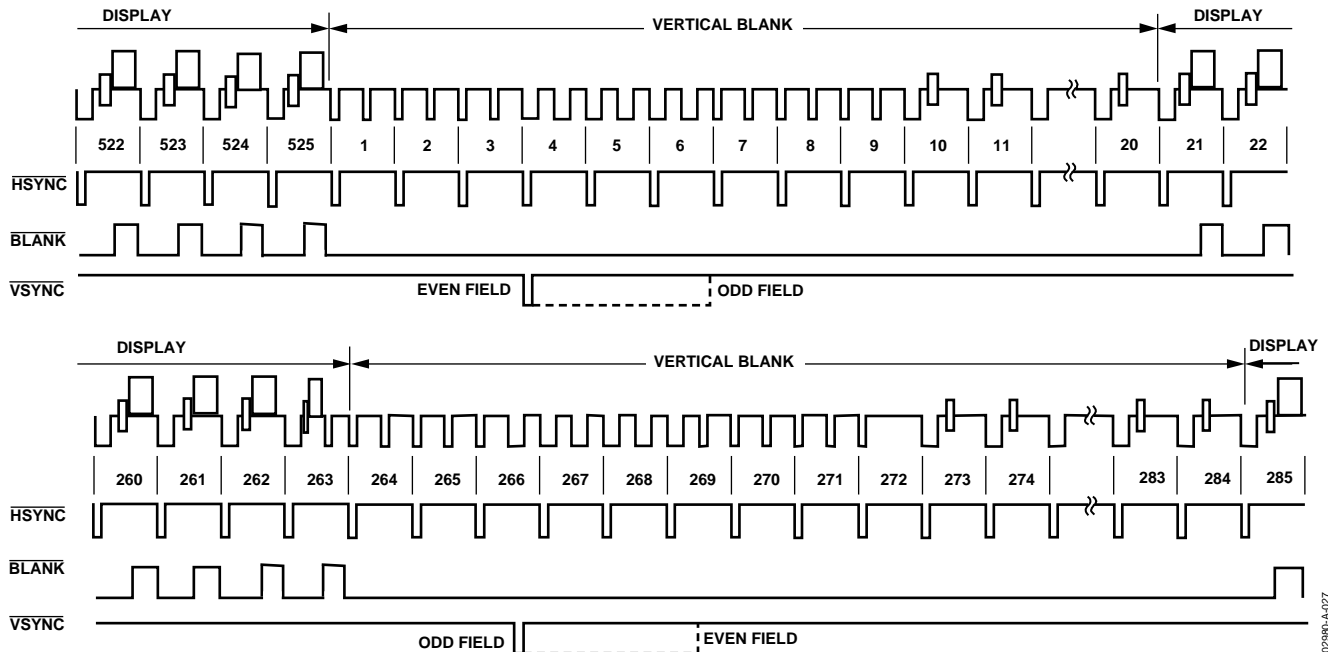 DISPLAY VERTICAL BLANK DISPLAY
522 523 524 525 1 2 3 4 5 6 7 8 9 10 11 20 21 22
HSYNC
BLANK
VSYNC EVEN FIELD ODD FIELD
DISPLAY VERTICAL BLANK DISPLAY
260 261 262 263 264 265 266 267 268 269 270 271 272 273 274 283 284 285
HSYNC
BLANK
VSYNC ODD FIELD EVEN FIELD
02980-A-027